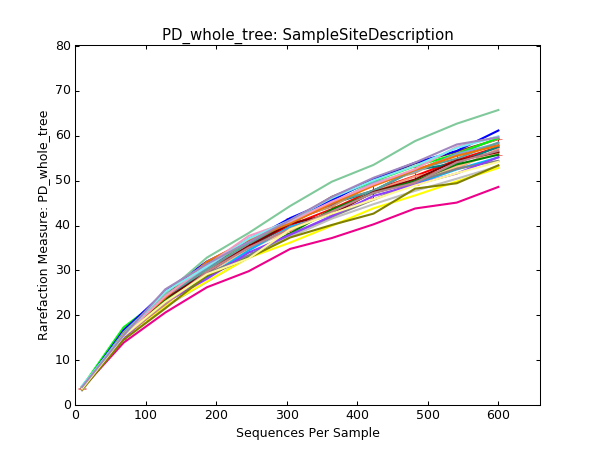 PD_whole_tree: SampleSiteDescription
80
70
60
50
40
30
20
10
0
Rarefaction Measure: PD_whole_tree
0 100 200 300 400 500 600
Sequences Per Sample